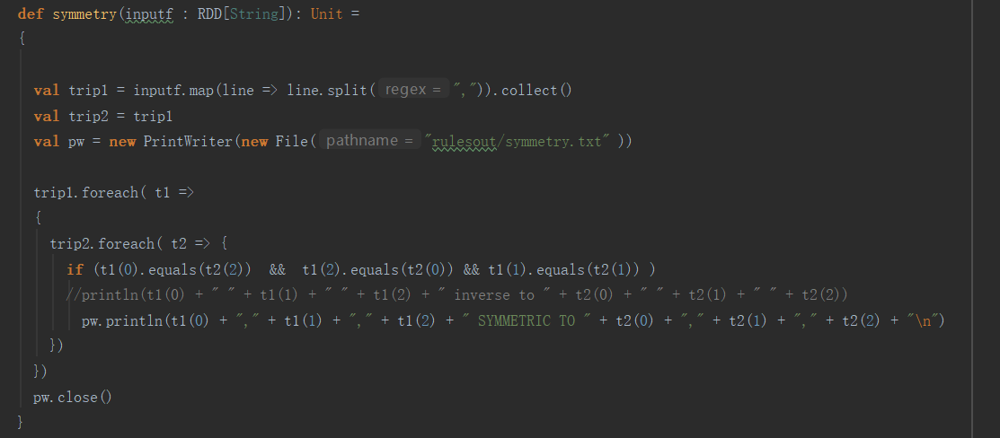 def symmetry(inputf : RDD[String]): Unit =
{
val trip1 = inputf.map(line => line.split( regex = ",")).collect()
val trip2 = trip1
val pw = new PrintWriter(new File( pathname = "rulesout/symmetry.txt" ))
trip1.foreach( t1 =>
{
trip2.foreach( t2 => {
if (t1(0).equals(t2(2)) && t1(2).equals(t2(0)) && t1(1).equals(t2(1)) )
//println(t1(0) + " " + t1(1) + " " + t1(2) + " inverse to " + t2(0) + " " + t2(1) + " " + t2(2))
pw.println(t1(0) + "," + t1(1) + "," + t1(2) + " SYMMETRIC TO " + t2(0) + "," + t2(1) + "," + t2(2) + "\n")
})
})
pw.close()
}